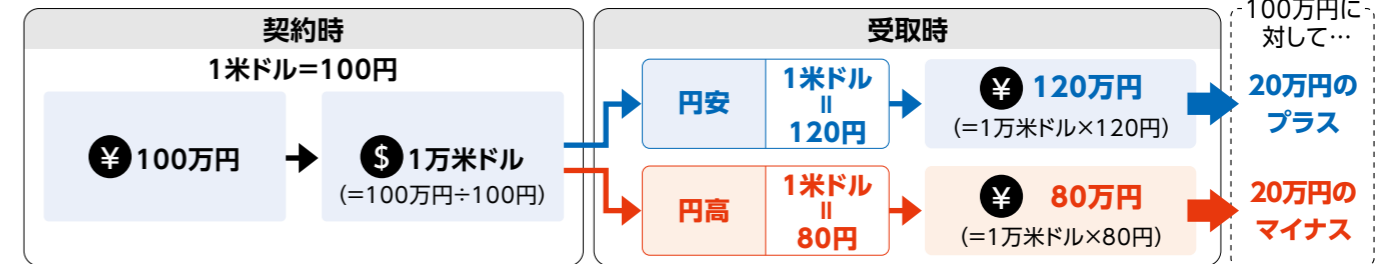 契約時
1米ドル=100円
¥ 100万円
$ 1万米ドル
(=100万円÷100円)
受取時
円安
1米ドル
=
120円
¥ 120万円
(=1万米ドル×120円)
円高
1米ドル
=
80円
¥ 80万円
(=1万米ドル×80円)
100万円に
対して…
20万円の
プラス
20万円の
マイナス